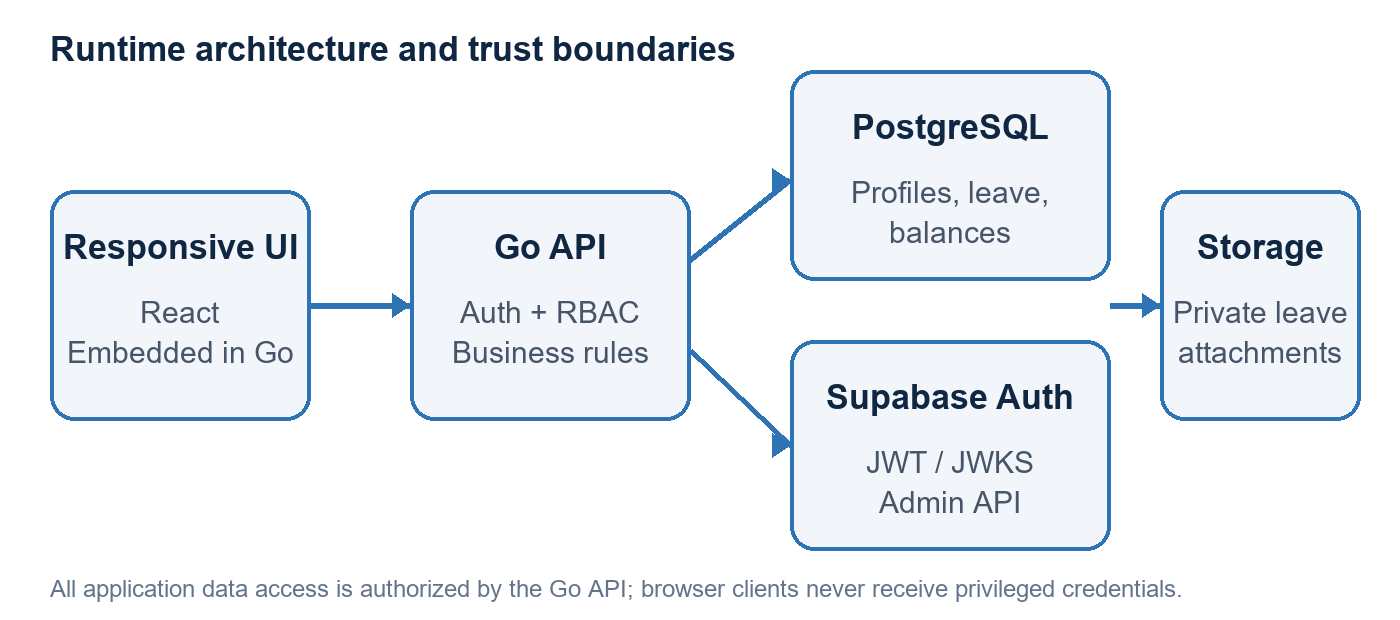 Runtime architecture and trust boundaries
Responsive UI
React
Embedded in Go
Go API
Auth + RBAC
Business rules
PostgreSQL
Profiles, leave,
balances
Supabase Auth
JWT / JWKS
Admin API
Storage
Private leave
attachments
All application data access is authorized by the Go API; browser clients never receive privileged credentials.